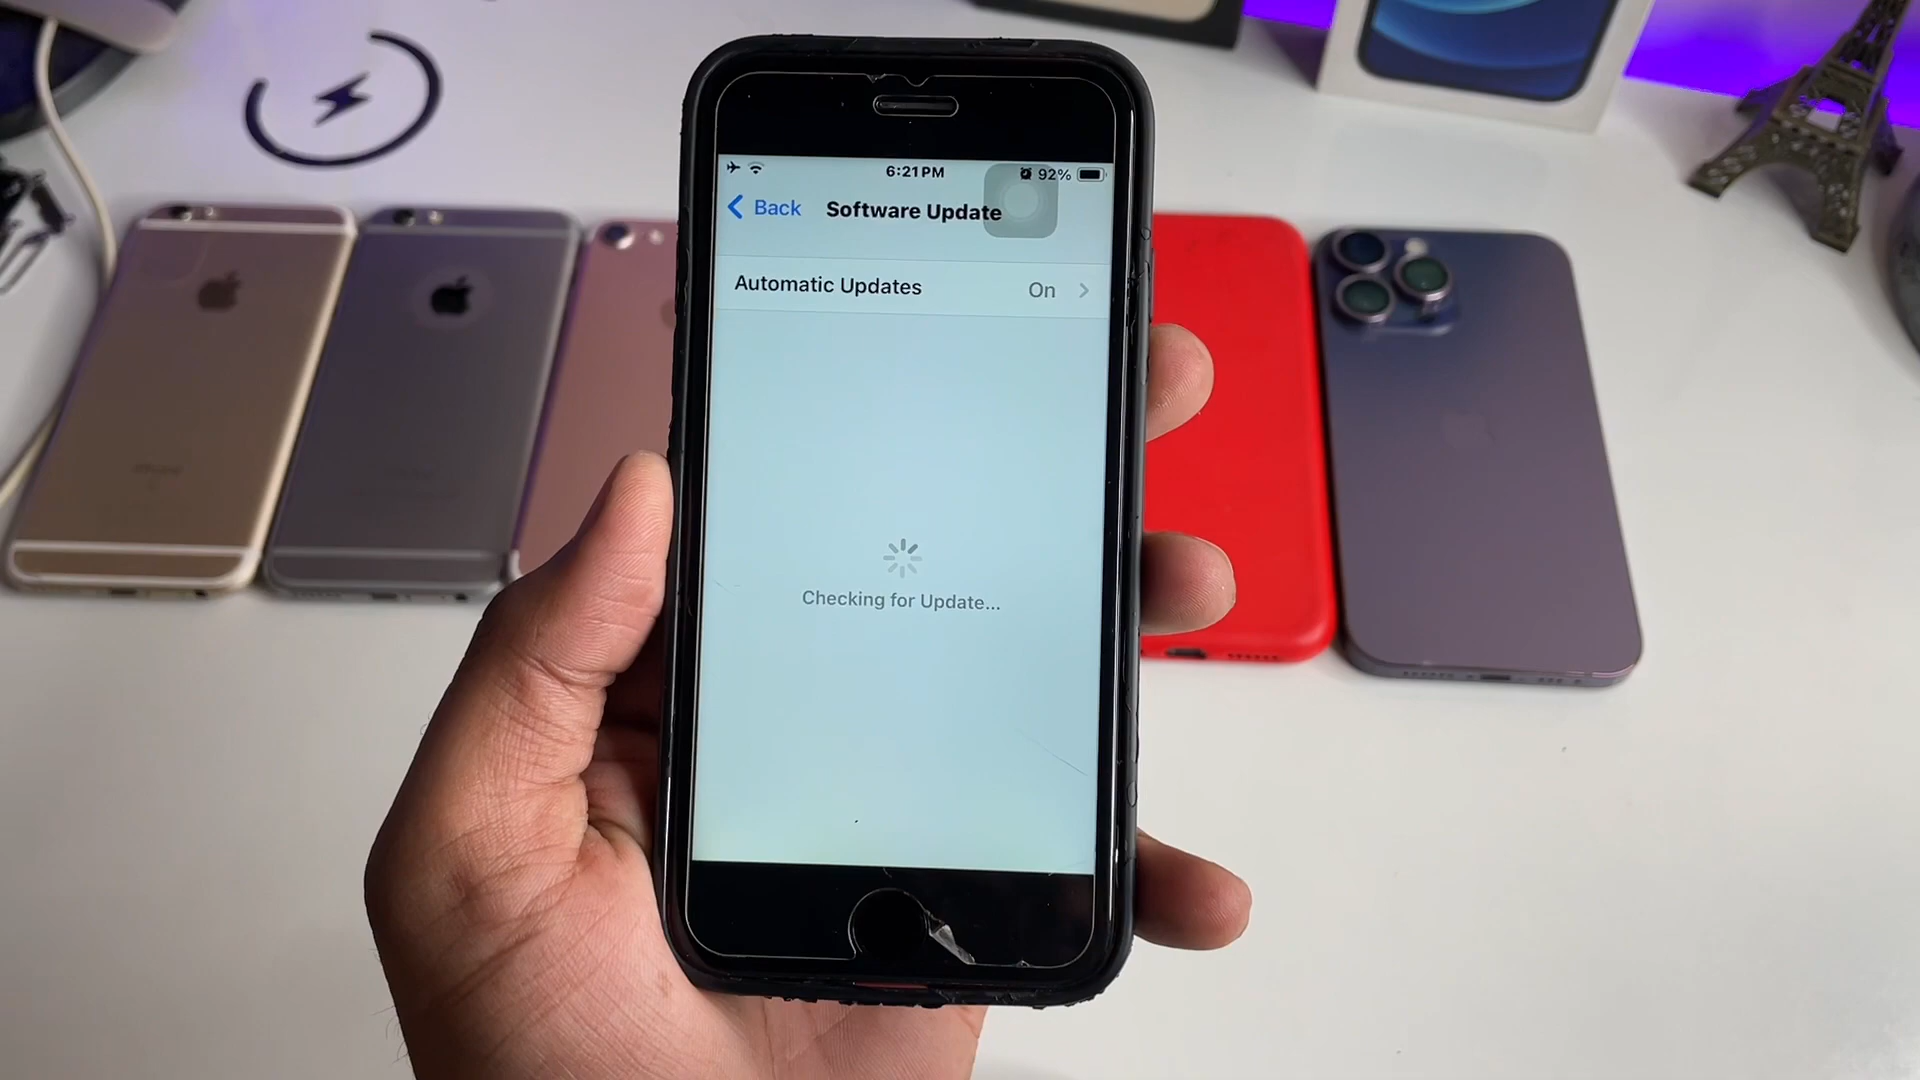 6:21 PM
92%
Back
Software Update
Automatic Updates
On
Checking for Update...